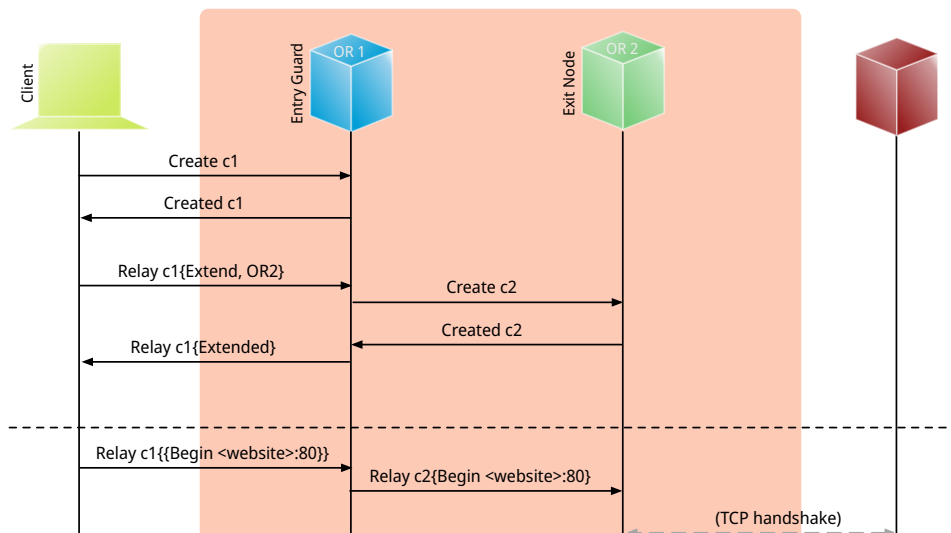 Client
Entry Guard
OR 1
Exit Node
OR 2
Create c1
Created c1
Relay c1{Extend, OR2}
Create c2
Created c2
Relay c1{Extended}
Relay c1{{Begin <website>:80}}
Relay c2{Begin <website>:80}
(TCP handshake)